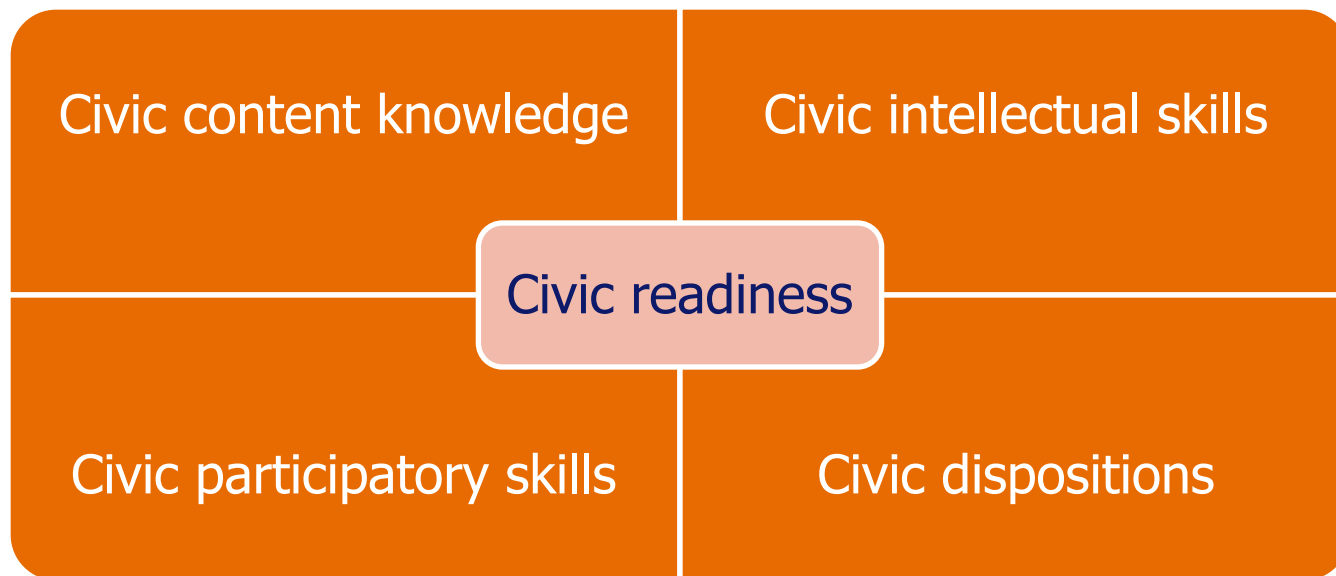 Civic content knowledge
Civic intellectual skills
Civic readiness
Civic participatory skills
Civic dispositions